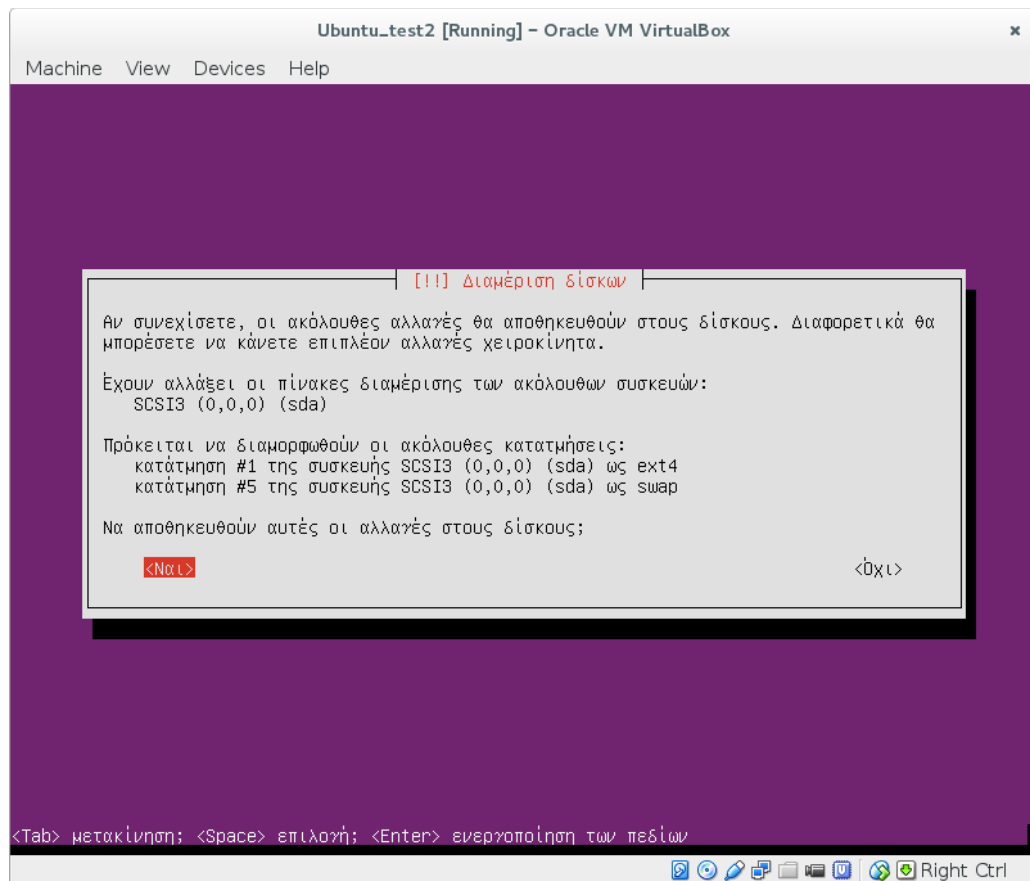 Ubuntu_test2 [Running] – Oracle VM VirtualBox
Machine View Devices Help
[!!] Διαμέριση δίσκων
Αν συνεχίσετε, οι ακόλουθες αλλαγές θα αποθηκευθούν στους δίσκους. Διαφορετικά θα
μπορέσετε να κάνετε επιπλέον αλλαγές χειροκίνητα.
Έχουν αλλάξει οι πίνακες διαμέρισης των ακόλουθων συσκευών:
SCSI3 (0,0,0) (sda)
Πρόκειται να διαμορφωθούν οι ακόλουθες κατατμήσεις:
κατάτμηση #1 της συσκευής SCSI3 (0,0,0) (sda) ως ext4
κατάτμηση #5 της συσκευής SCSI3 (0,0,0) (sda) ως swap
Να αποθηκευθούν αυτές οι αλλαγές στους δίσκους;
<Ναι> <Όχι>
<Tab> μετακίνηση; <Space> επιλογή; <Enter> ενεργοποίηση των πεδίων
Right Ctrl